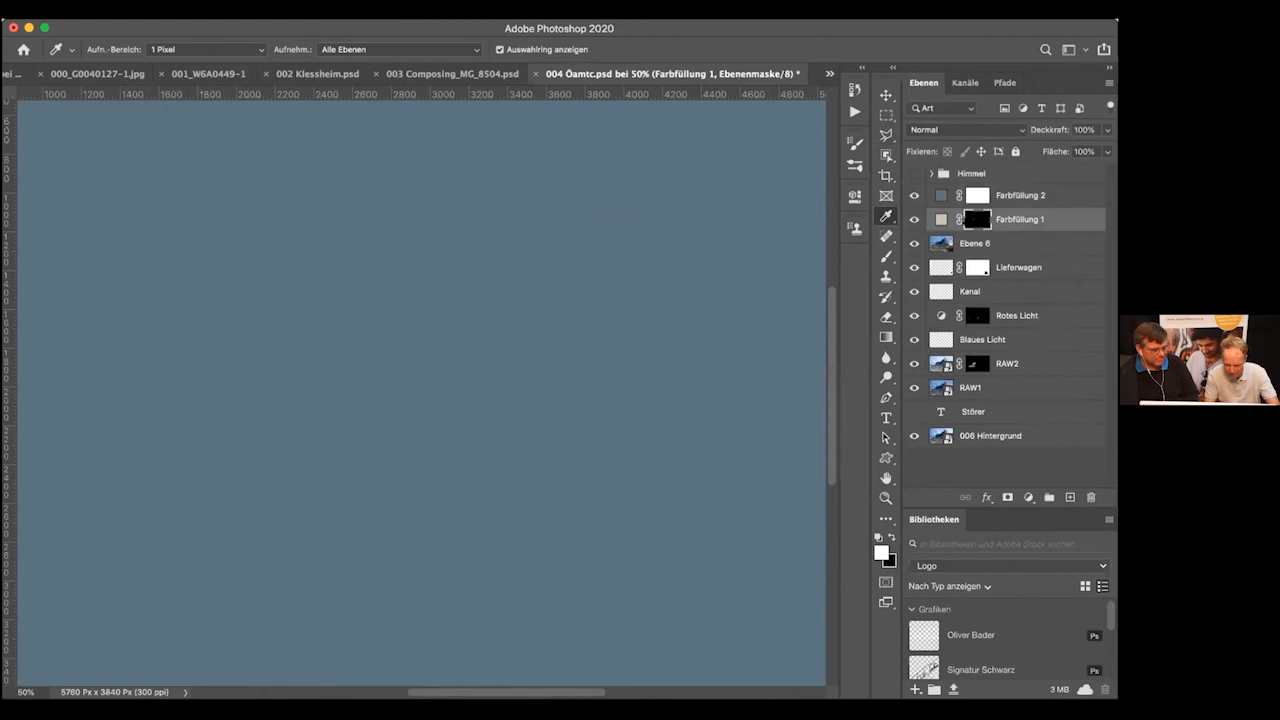 Adobe Photoshop 2020
Aufn.-Bereich: 1 Pixel Aufnehm.: Alle Ebenen Auswahlring anzeigen
bei ... × 000_G0040127-1.jpg × 001_W6A0449-1 × 002 Klessheim.psd × 003 Composing_MG_8504.psd × 004 Öamtc.psd bei 50% (Farbfüllung 1, Ebenenmaske/8) * »
1000 1200 1400 1600 1800 2000 2200 2400 2600 2800 3000 3200 3400 3600 3800 4000 4200 4400 4600 4800
Ebenen Kanäle Pfade
Art
Normal Deckkraft: 100%
Fixieren: Fläche: 100%
Himmel
Farbfüllung 2
Farbfüllung 1
Ebene 6
Lieferwagen
Kanal
Rotes Licht
Blaues Licht
RAW2
RAW1
T Störer
006 Hintergrund
fx
Bibliotheken
In Bibliotheken und Adobe Stock suchen
Logo
Nach Typ anzeigen
Grafiken
Oliver Bader Ps
Signatur Schwarz Ps
3 MB
50% 5760 Px x 3840 Px (300 ppi)